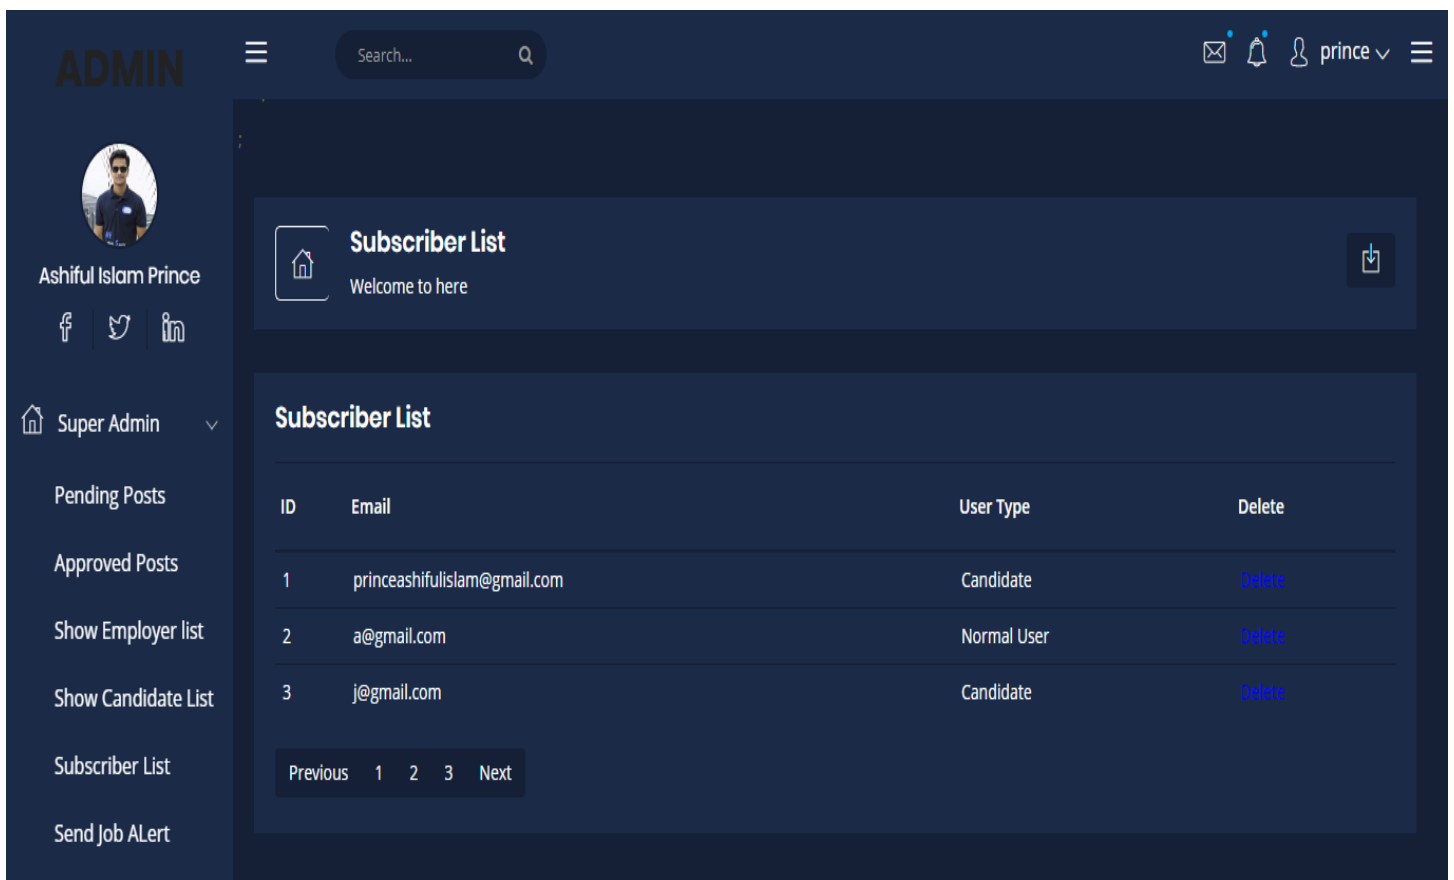 ADMIN
Search...
prince
;
Ashiful Islam Prince
Super Admin
Pending Posts
Approved Posts
Show Employer list
Show Candidate List
Subscriber List
Send Job ALert
Subscriber List
Welcome to here
Subscriber List
ID Email User Type Delete
1 princeashifulislam@gmail.com Candidate Delete
2 a@gmail.com Normal User Delete
3 j@gmail.com Candidate Delete
Previous 1 2 3 Next